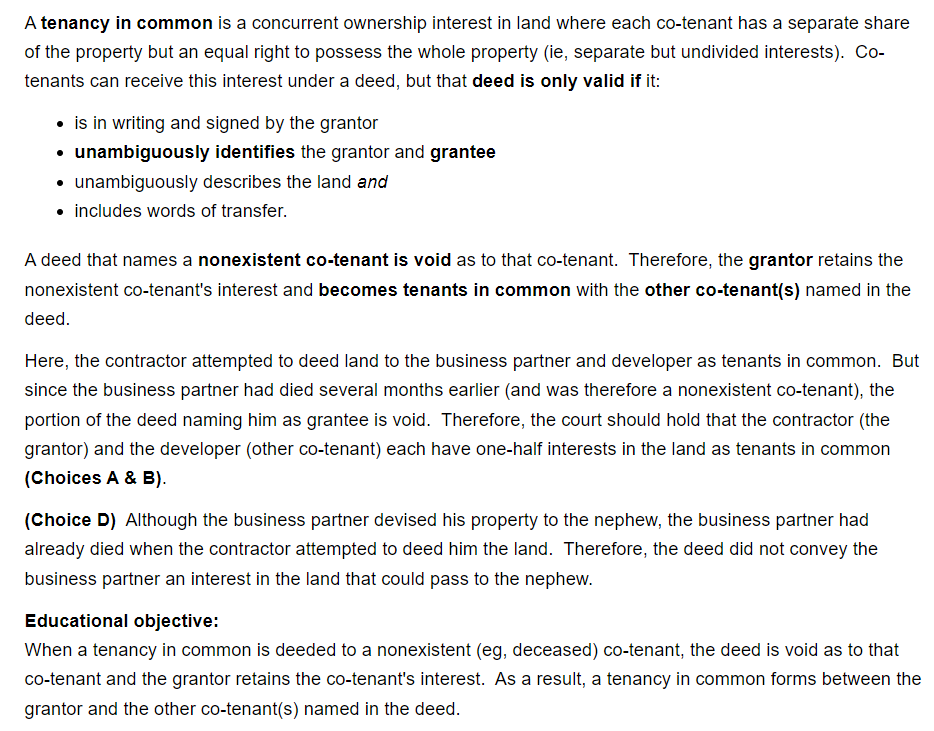 A tenancy in common is a concurrent ownership interest in land where each co-tenant has a separate share
of the property but an equal right to possess the whole property (ie, separate but undivided interests).  Co-
tenants can receive this interest under a deed, but that deed is only valid if it:
• is in writing and signed by the grantor
• unambiguously identifies the grantor and grantee
• unambiguously describes the land and
• includes words of transfer.
A deed that names a nonexistent co-tenant is void as to that co-tenant.  Therefore, the grantor retains the
nonexistent co-tenant's interest and becomes tenants in common with the other co-tenant(s) named in the
deed.
Here, the contractor attempted to deed land to the business partner and developer as tenants in common.  But
since the business partner had died several months earlier (and was therefore a nonexistent co-tenant), the
portion of the deed naming him as grantee is void.  Therefore, the court should hold that the contractor (the
grantor) and the developer (other co-tenant) each have one-half interests in the land as tenants in common
(Choices A & B).
(Choice D)  Although the business partner devised his property to the nephew, the business partner had
already died when the contractor attempted to deed him the land.  Therefore, the deed did not convey the
business partner an interest in the land that could pass to the nephew.
Educational objective:
When a tenancy in common is deeded to a nonexistent (eg, deceased) co-tenant, the deed is void as to that
co-tenant and the grantor retains the co-tenant's interest.  As a result, a tenancy in common forms between the
grantor and the other co-tenant(s) named in the deed.